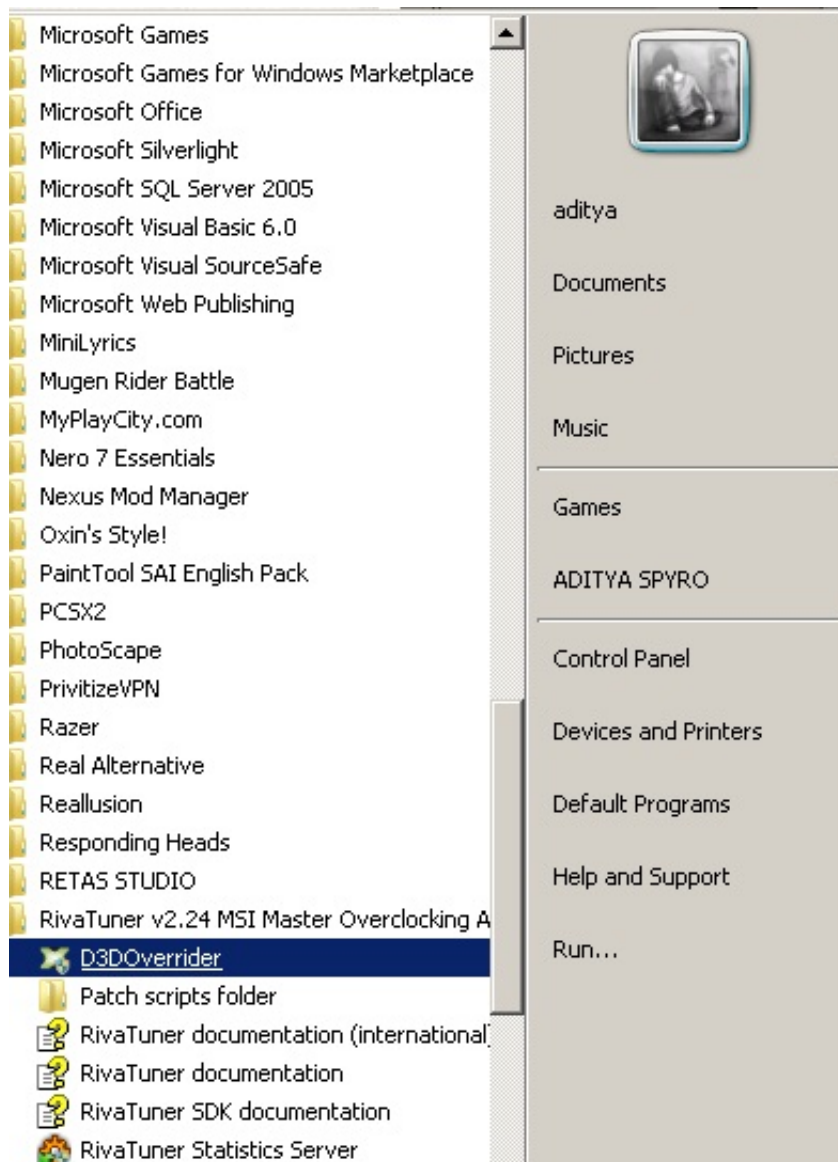 Microsoft Games
Microsoft Games for Windows Marketplace
Microsoft Office
Microsoft Silverlight
Microsoft SQL Server 2005
Microsoft Visual Basic 6.0
Microsoft Visual SourceSafe
Microsoft Web Publishing
MiniLyrics
Mugen Rider Battle
MyPlayCity.com
Nero 7 Essentials
Nexus Mod Manager
Oxin's Style!
PaintTool SAI English Pack
PCSX2
PhotoScape
PrivitizeVPN
Razer
Real Alternative
Reallusion
Responding Heads
RETAS STUDIO
RivaTuner v2.24 MSI Master Overclocking A
D3DOverrider
Patch scripts folder
RivaTuner documentation (international)
RivaTuner documentation
RivaTuner SDK documentation
RivaTuner Statistics Server
aditya
Documents
Pictures
Music
Games
ADITYA SPYRO
Control Panel
Devices and Printers
Default Programs
Help and Support
Run...